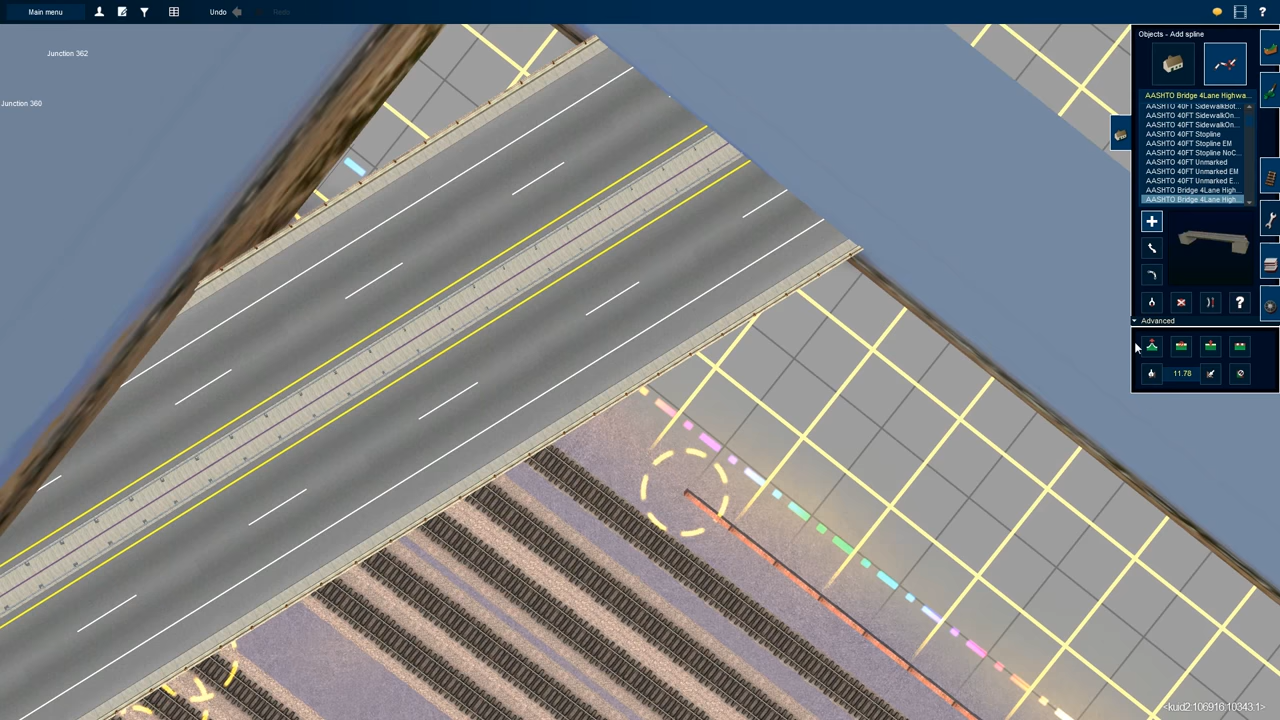 Main menu
Undo
Redo
Junction 362
Junction 360
Objects - Add spline
AASHTO Bridge 4Lane Highwa...
AASHTO 40FT SidewalkBot...
AASHTO 40FT SidewalkOn...
AASHTO 40FT SidewalkOn...
AASHTO 40FT Stopline
AASHTO 40FT Stopline EM
AASHTO 40FT Stopline NoC...
AASHTO 40FT Unmarked
AASHTO 40FT Unmarked EM
AASHTO 40FT Unmarked E...
AASHTO Bridge 4Lane High...
AASHTO Bridge 4Lane High...
Advanced
11.78
<kuid2:106916:10343:1>